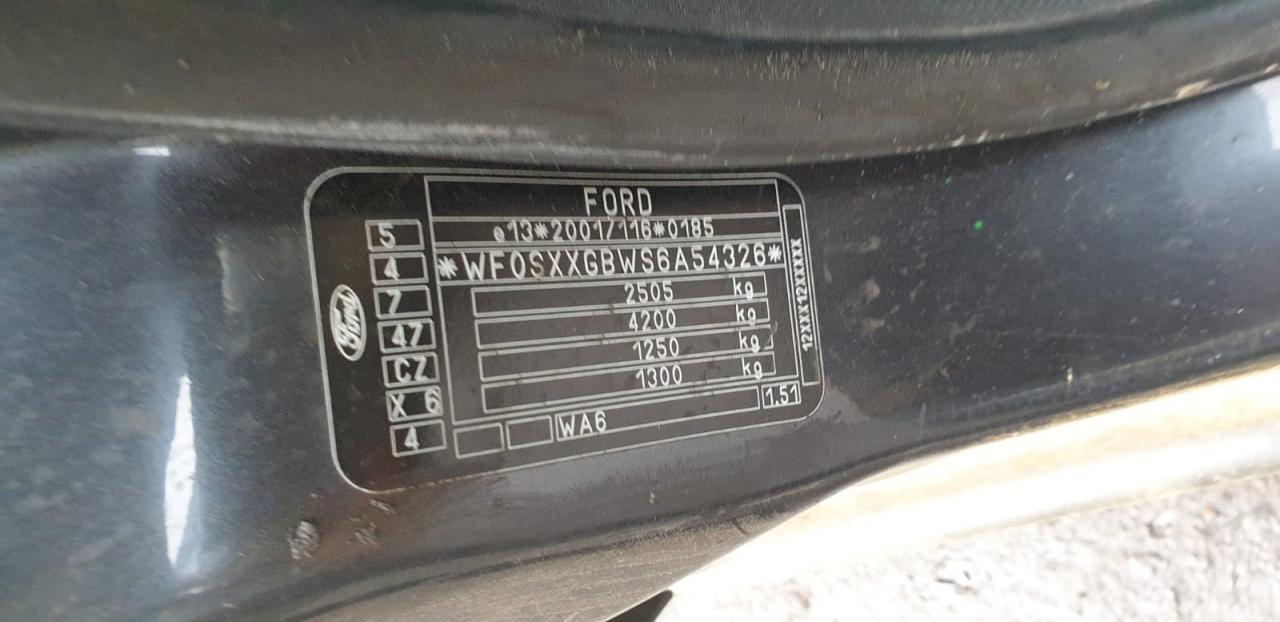 FORD
e13*2001/116*0185
*WF0SXXGBWS6A54326*
2505 kg
4200 kg
1250 kg
1300 kg
WA6
1.51
5
4
7
47
CZ
X 6
4
Ford
12XXX12XXXXX